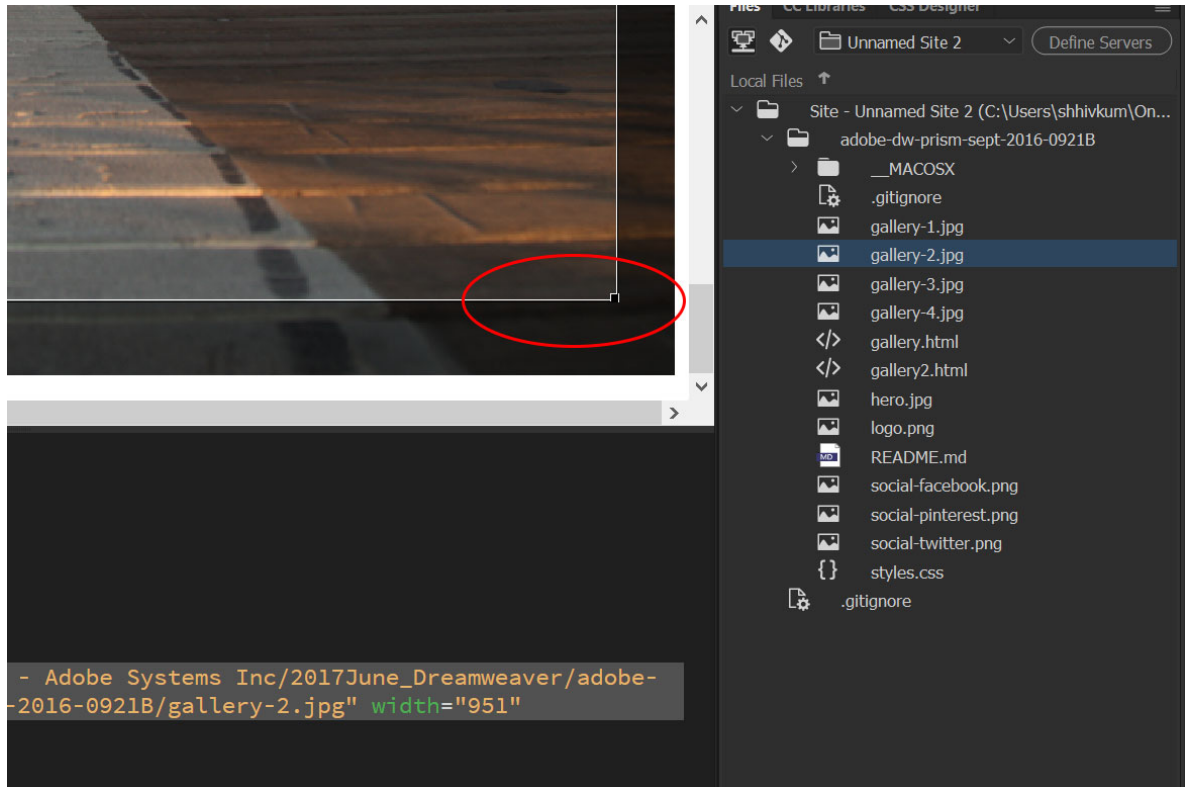 Files CC Libraries CSS Designer
Unnamed Site 2 Define Servers
Local Files
Site - Unnamed Site 2 (C:\Users\shhivkum\On...
adobe-dw-prism-sept-2016-0921B
__MACOSX
.gitignore
gallery-1.jpg
gallery-2.jpg
gallery-3.jpg
gallery-4.jpg
gallery.html
gallery2.html
hero.jpg
logo.png
MD README.md
social-facebook.png
social-pinterest.png
social-twitter.png
{} styles.css
.gitignore
- Adobe Systems Inc/2017June_Dreamweaver/adobe-
-2016-0921B/gallery-2.jpg" width="951"